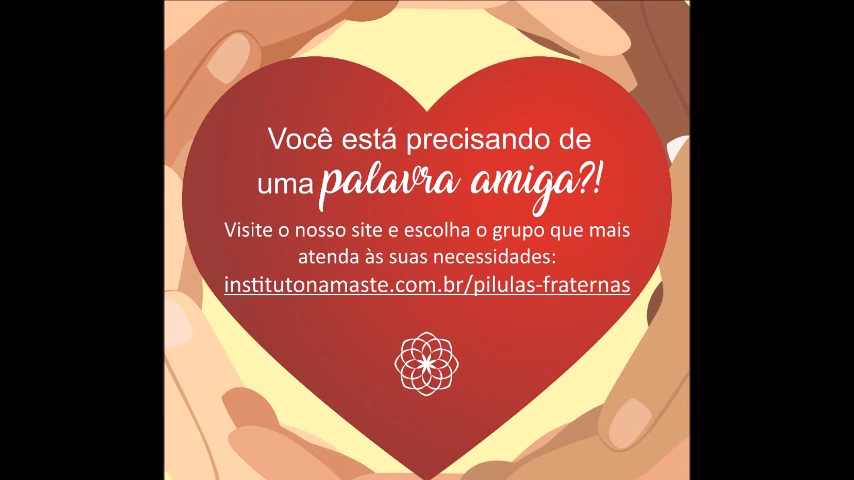 Você está precisando de
uma palavra amiga?!
Visite o nosso site e escolha o grupo que mais
atenda às suas necessidades:
institutonamaste.com.br/pilulas-fraternas